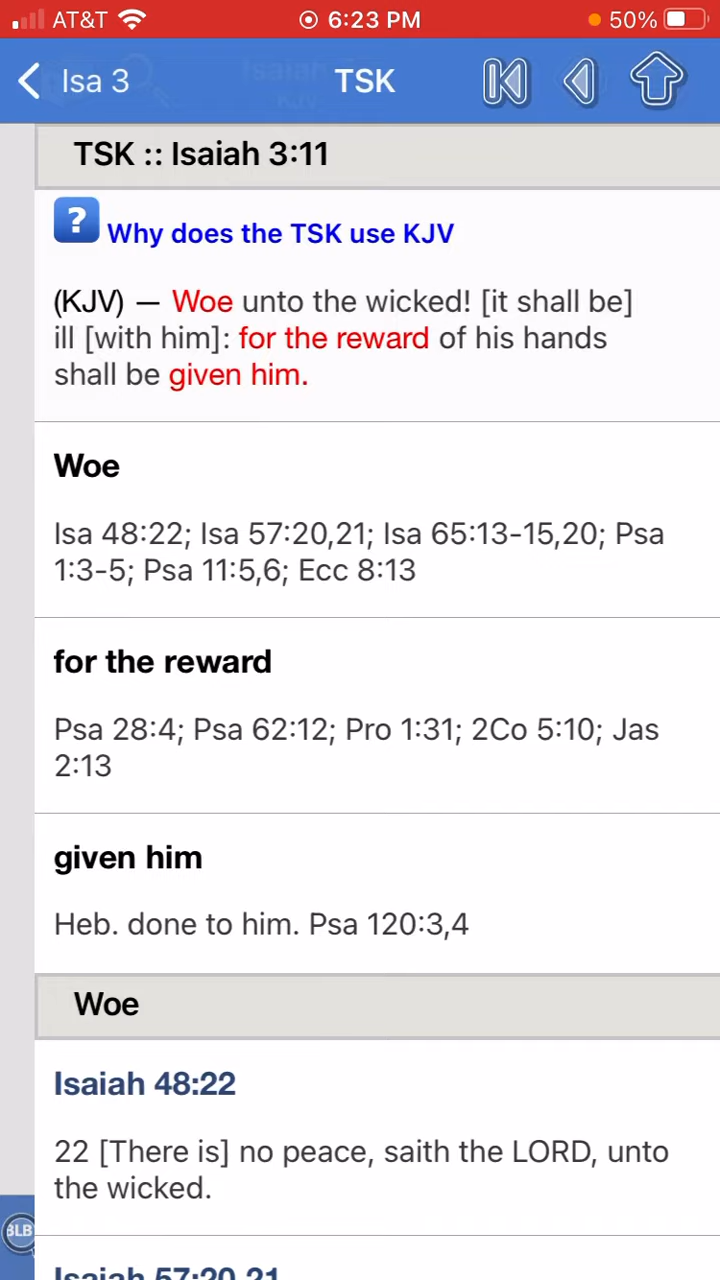 AT&T 6:23 PM 50%
Isa 3 TSK
TSK :: Isaiah 3:11
? Why does the TSK use KJV
(KJV) — Woe unto the wicked! [it shall be]
ill [with him]: for the reward of his hands
shall be given him.
Woe
Isa 48:22; Isa 57:20,21; Isa 65:13-15,20; Psa
1:3-5; Psa 11:5,6; Ecc 8:13
for the reward
Psa 28:4; Psa 62:12; Pro 1:31; 2Co 5:10; Jas
2:13
given him
Heb. done to him. Psa 120:3,4
Woe
Isaiah 48:22
22 [There is] no peace, saith the LORD, unto
the wicked.
BLB
Isaiah 57:20,21